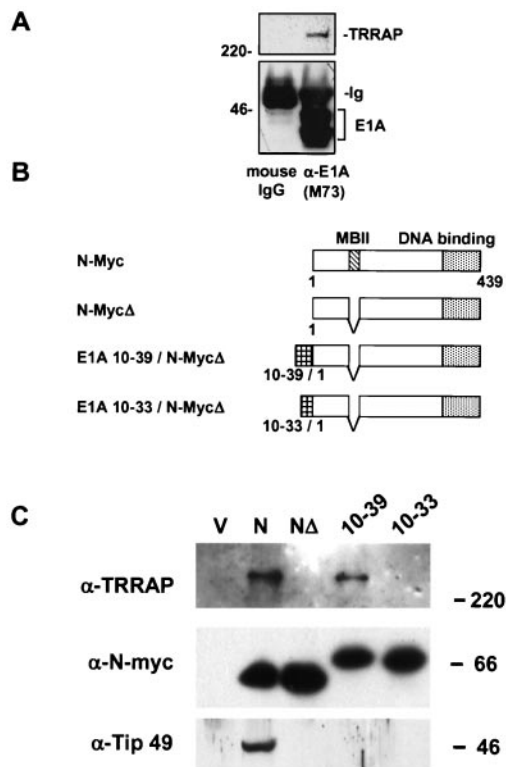 A
-TRRAP
220-
-Ig
46-
E1A
mouse IgG
α-E1A (M73)
B
MBII DNA binding
N-Myc
1 439
N-MycΔ
1
E1A 10-39 / N-MycΔ
10-39 / 1
E1A 10-33 / N-MycΔ
10-33 / 1
C
V N NΔ 10-39 10-33
α-TRRAP
– 220
α-N-myc – 66
α-Tip 49 – 46